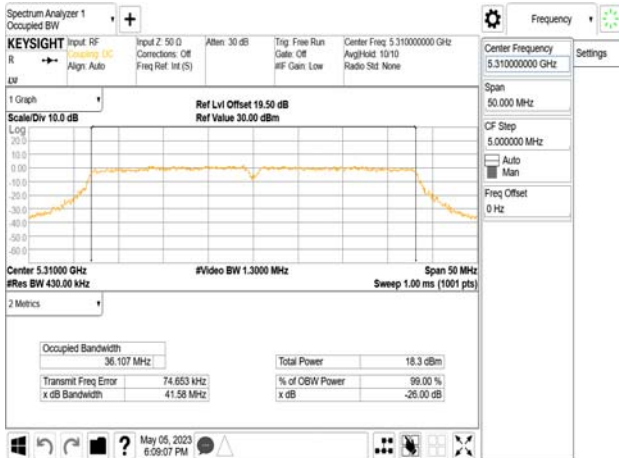 Spectrum Analyzer 1
Occupied BW
Frequency
KEYSIGHT
Input: RF
Coupling: DC
Align: Auto
Input Z: 50 Ω
Corrections: Off
Freq Ref: Int (S)
Atten: 30 dB
Trig: Free Run
Gate: Off
#IF Gain: Low
Center Freq: 5.310000000 GHz
Avg|Hold: 10/10
Radio Std: None
R
Center Frequency
5.310000000 GHz
Settings
Span
50.000 MHz
CF Step
5.000000 MHz
Auto
Man
Freq Offset
0 Hz
1 Graph
Scale/Div 10.0 dB
Ref Lvl Offset 19.50 dB
Ref Value 30.00 dBm
Log
20.0
10.0
0.00
-10.0
-20.0
-30.0
-40.0
-50.0
-60.0
Center 5.31000 GHz
#Res BW 430.00 kHz
#Video BW 1.3000 MHz
Span 50 MHz
Sweep 1.00 ms (1001 pts)
2 Metrics
Occupied Bandwidth
36.107 MHz
Transmit Freq Error 74.653 kHz
x dB Bandwidth 41.58 MHz
Total Power 18.3 dBm
% of OBW Power 99.00 %
x dB -26.00 dB
May 05, 2023
6:09:07 PM